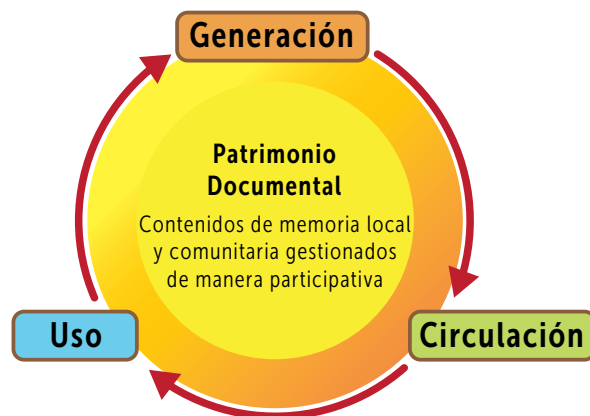 Generación
Patrimonio
Documental
Contenidos de memoria local
y comunitaria gestionados
de manera participativa
Uso
Circulación